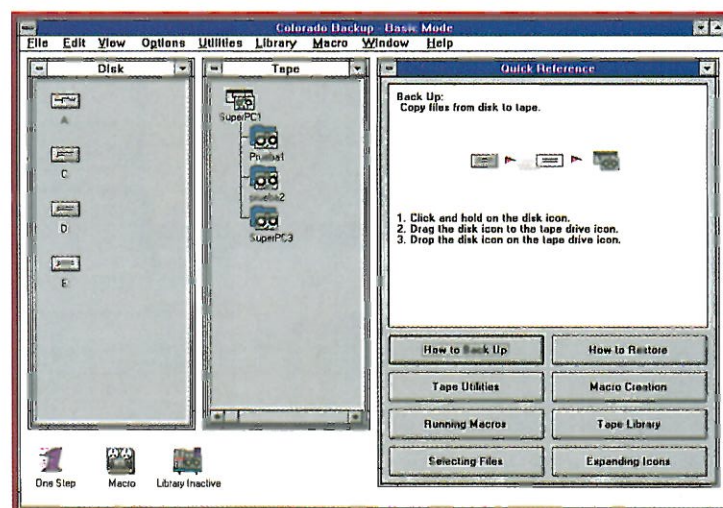 Colorado Backup - Basic Mode
File Edit View Options Utilities Library Macro Window Help
Disk
A
C
D
E
Tape
SuperPC1
Prueba1
prueba2
SuperPC3
Quick Reference
Back Up:
Copy files from disk to tape.
1. Click and hold on the disk icon.
2. Drag the disk icon to the tape drive icon.
3. Drop the disk icon on the tape drive icon.
How to Back Up
How to Restore
Tape Utilities
Macro Creation
Running Macros
Tape Library
Selecting Files
Expanding Icons
One Step
Macro
Library Inactive